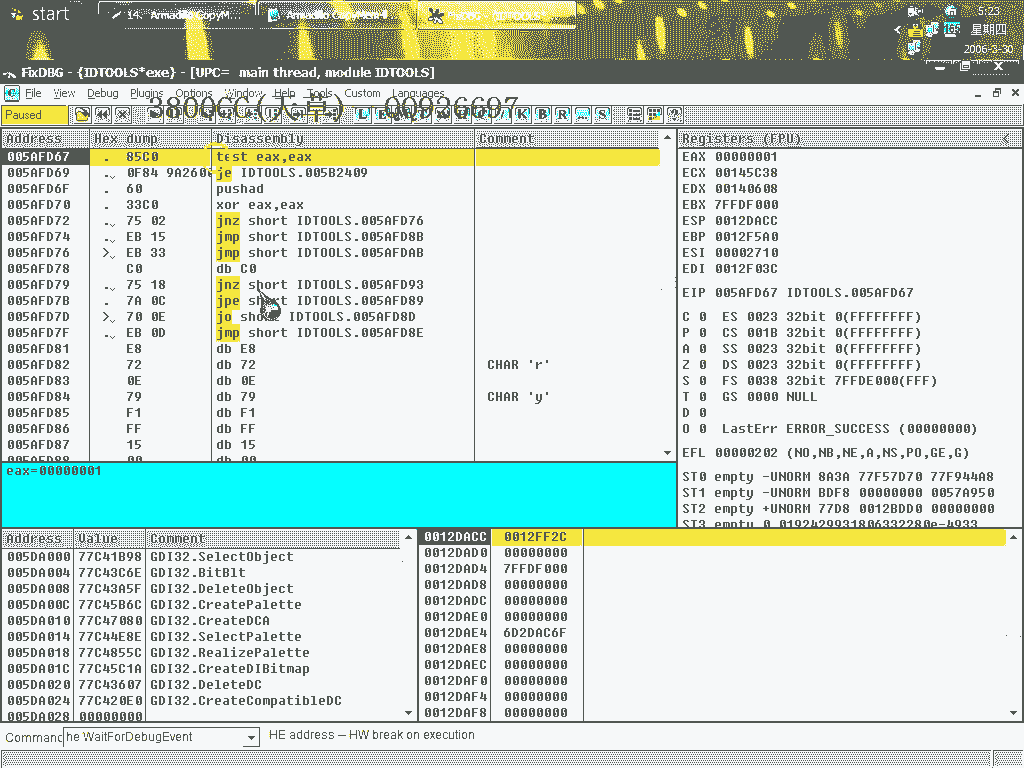 start
14. Armadillo CopyM...
Armadillo CopyMem
5:23
星期四
2006-3-30
FixDBG - {IDTOOLS*exe} - [UPC= main thread, module IDTOOLS]
File View Debug Plugins Options Window Help Tools Custom Languages
3800CC(天草) - 00926697
Paused
L K B R S
Address Hex dump Disassembly Comment
005AFD67 . 85C0 test eax,eax
005AFD69 ., 0F84 9A260 je IDTOOLS.005B2409
005AFD6F . 60 pushad
005AFD70 . 33C0 xor eax,eax
005AFD72 ., 75 02 jnz short IDTOOLS.005AFD76
005AFD74 ., EB 15 jmp short IDTOOLS.005AFD8B
005AFD76 >, EB 33 jmp short IDTOOLS.005AFDAB
005AFD78 C0 db C0
005AFD79 ., 75 18 jnz short IDTOOLS.005AFD93
005AFD7B . 7A 0C jpe short IDTOOLS.005AFD89
005AFD7D >, 70 0E jo short IDTOOLS.005AFD8D
005AFD7F ., EB 0D jmp short IDTOOLS.005AFD8E
005AFD81 E8 db E8
005AFD82 72 db 72 CHAR 'r'
005AFD83 0E db 0E
005AFD84 79 db 79 CHAR 'y'
005AFD85 F1 db F1
005AFD86 FF db FF
005AFD87 15 db 15
005AFD88 00 db 00
eax=00000001
Registers (FPU) <
EAX 00000001
ECX 00145C38
EDX 00140608
EBX 7FFDF000
ESP 0012DACC
EBP 0012F5A0
ESI 00002710
EDI 0012F03C
EIP 005AFD67 IDTOOLS.005AFD67
C 0 ES 0023 32bit 0(FFFFFFFF)
P 0 CS 001B 32bit 0(FFFFFFFF)
A 0 SS 0023 32bit 0(FFFFFFFF)
Z 0 DS 0023 32bit 0(FFFFFFFF)
S 0 FS 0038 32bit 7FFDE000(FFF)
T 0 GS 0000 NULL
D 0
O 0 LastErr ERROR_SUCCESS (00000000)
EFL 00000202 (NO,NB,NE,A,NS,PO,GE,G)
ST0 empty -UNORM 8A3A 77F57D70 77F944A8
ST1 empty -UNORM BDF8 00000000 0057A950
ST2 empty +UNORM 77D8 0012BDD0 00000000
ST3 empty 0.0192429931806332280e-4933
Address Value Comment
005DA000 77C41B98 GDI32.SelectObject
005DA004 77C43C6E GDI32.BitBlt
005DA008 77C43A5F GDI32.DeleteObject
005DA00C 77C45B6C GDI32.CreatePalette
005DA010 77C47080 GDI32.CreateDCA
005DA014 77C44E8E GDI32.SelectPalette
005DA018 77C4855C GDI32.RealizePalette
005DA01C 77C45C1A GDI32.CreateDIBitmap
005DA020 77C43607 GDI32.DeleteDC
005DA024 77C420E0 GDI32.CreateCompatibleDC
005DA028 00000000
0012DACC 0012FF2C
0012DAD0 00000000
0012DAD4 7FFDF000
0012DAD8 00000000
0012DADC 00000000
0012DAE0 00000000
0012DAE4 6D2DAC6F
0012DAE8 00000000
0012DAEC 00000000
0012DAF0 00000000
0012DAF4 00000000
0012DAF8 00000000
Command he WaitForDebugEvent HE address -- HW break on execution